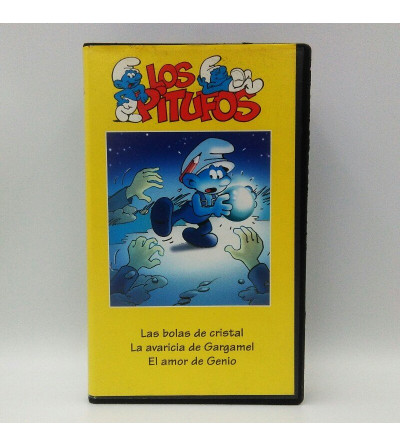 LOS
PITUFOS
Las bolas de cristal
La avaricia de Gargamel
El amor de Genio